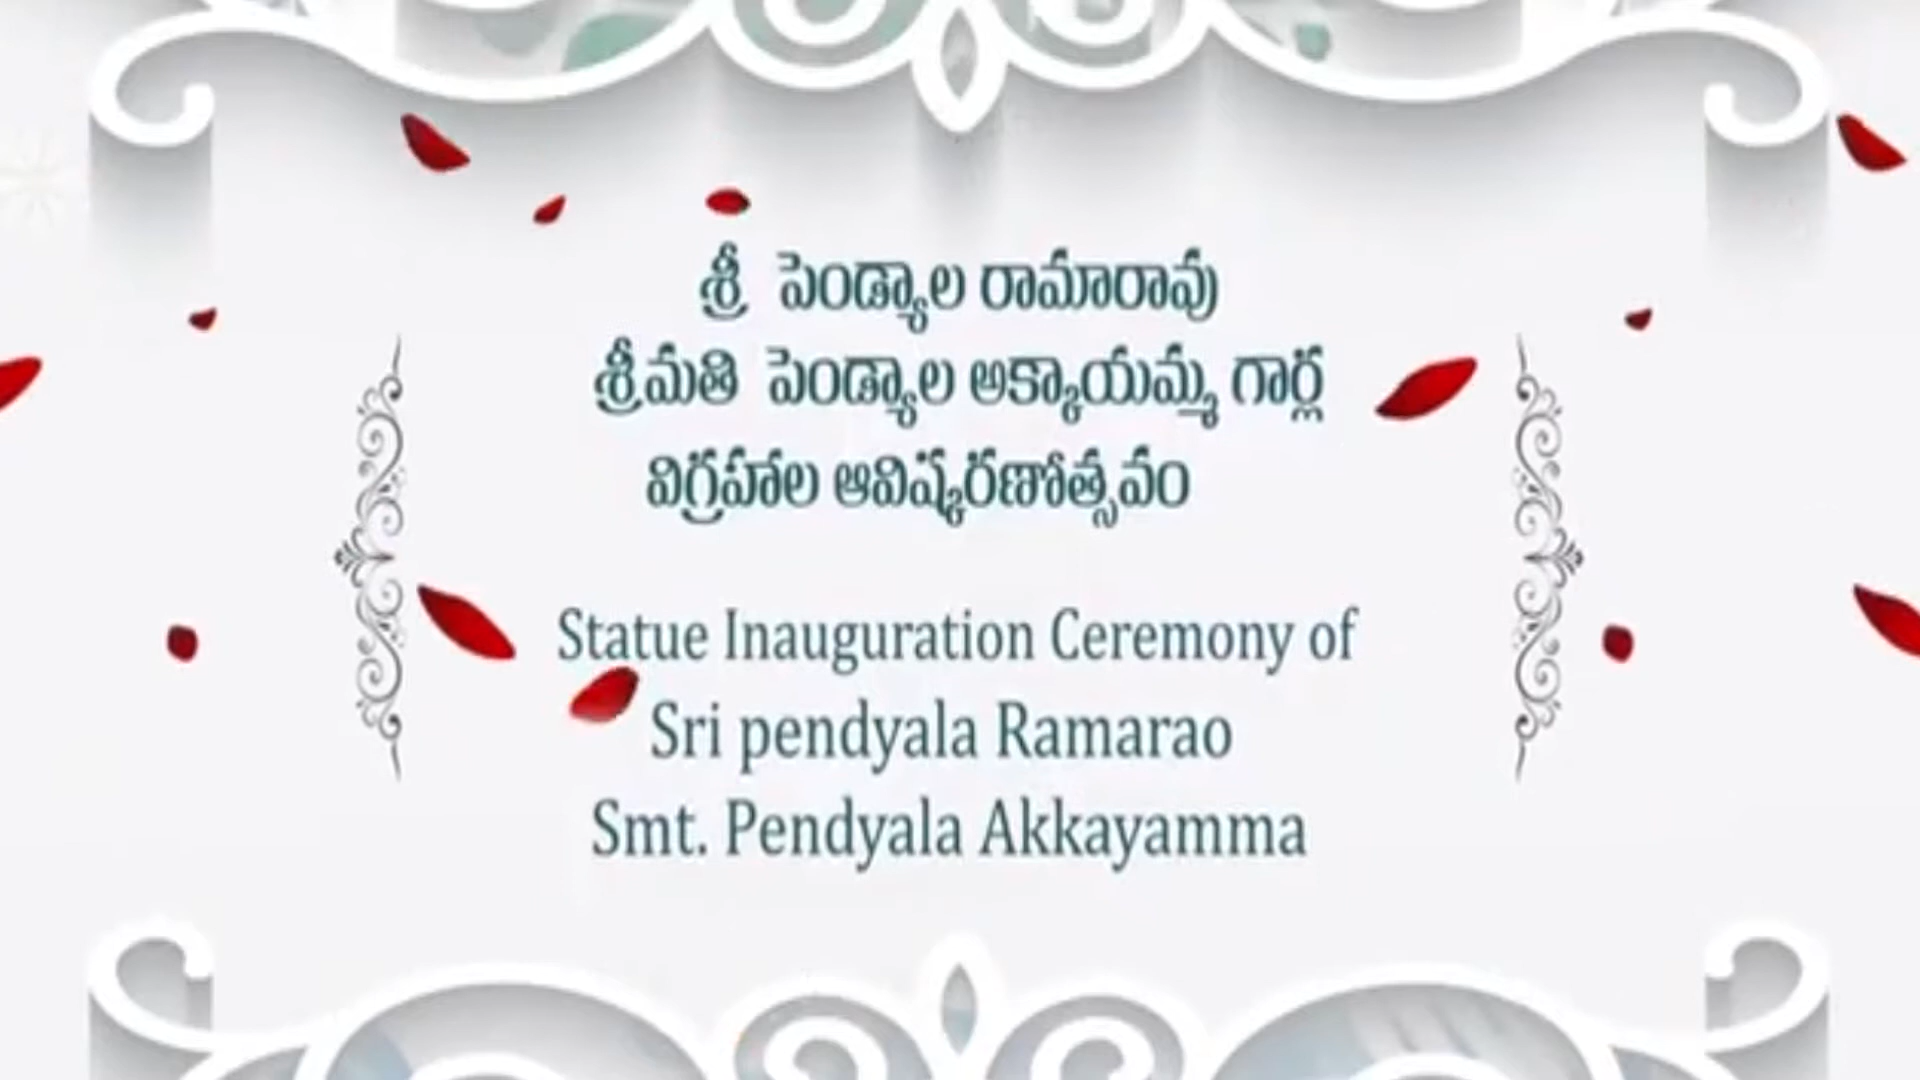 శ్రీ పెండ్యాల రామారావు
శ్రీమతి పెండ్యాల అక్కాయమ్మ గార్ల
విగ్రహాల ఆవిష్కరణోత్సవం
Statue Inauguration Ceremony of
Sri pendyala Ramarao
Smt. Pendyala Akkayamma